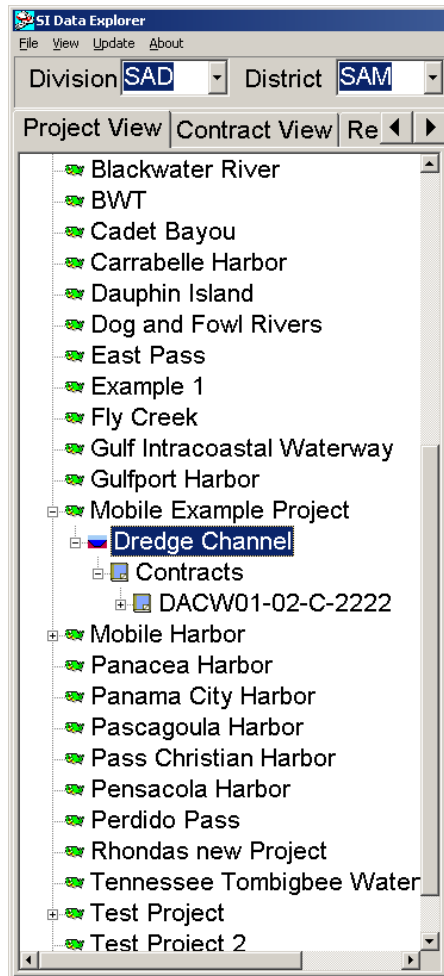 SI Data Explorer
File View Update About
Division SAD District SAM
Project View Contract View Re
Blackwater River
BWT
Cadet Bayou
Carrabelle Harbor
Dauphin Island
Dog and Fowl Rivers
East Pass
Example 1
Fly Creek
Gulf Intracoastal Waterway
Gulfport Harbor
Mobile Example Project
Dredge Channel
Contracts
DACW01-02-C-2222
Mobile Harbor
Panacea Harbor
Panama City Harbor
Pascagoula Harbor
Pass Christian Harbor
Pensacola Harbor
Perdido Pass
Rhondas new Project
Tennessee Tombigbee Water
Test Project
Test Project 2